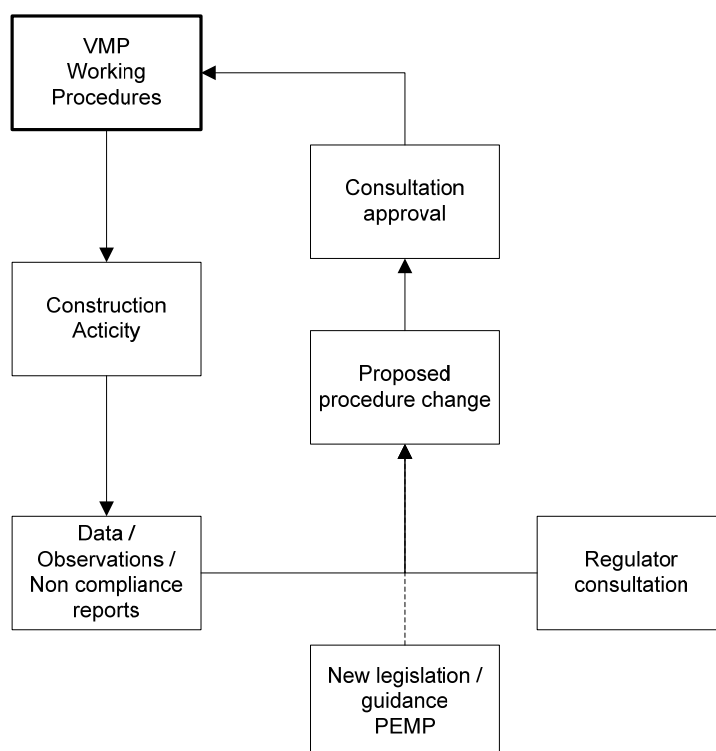 VMP
Working
Procedures
Consultation
approval
Construction
Acticity
Proposed
procedure change
Data /
Observations /
Non compliance
reports
Regulator
consultation
New legislation /
guidance
PEMP